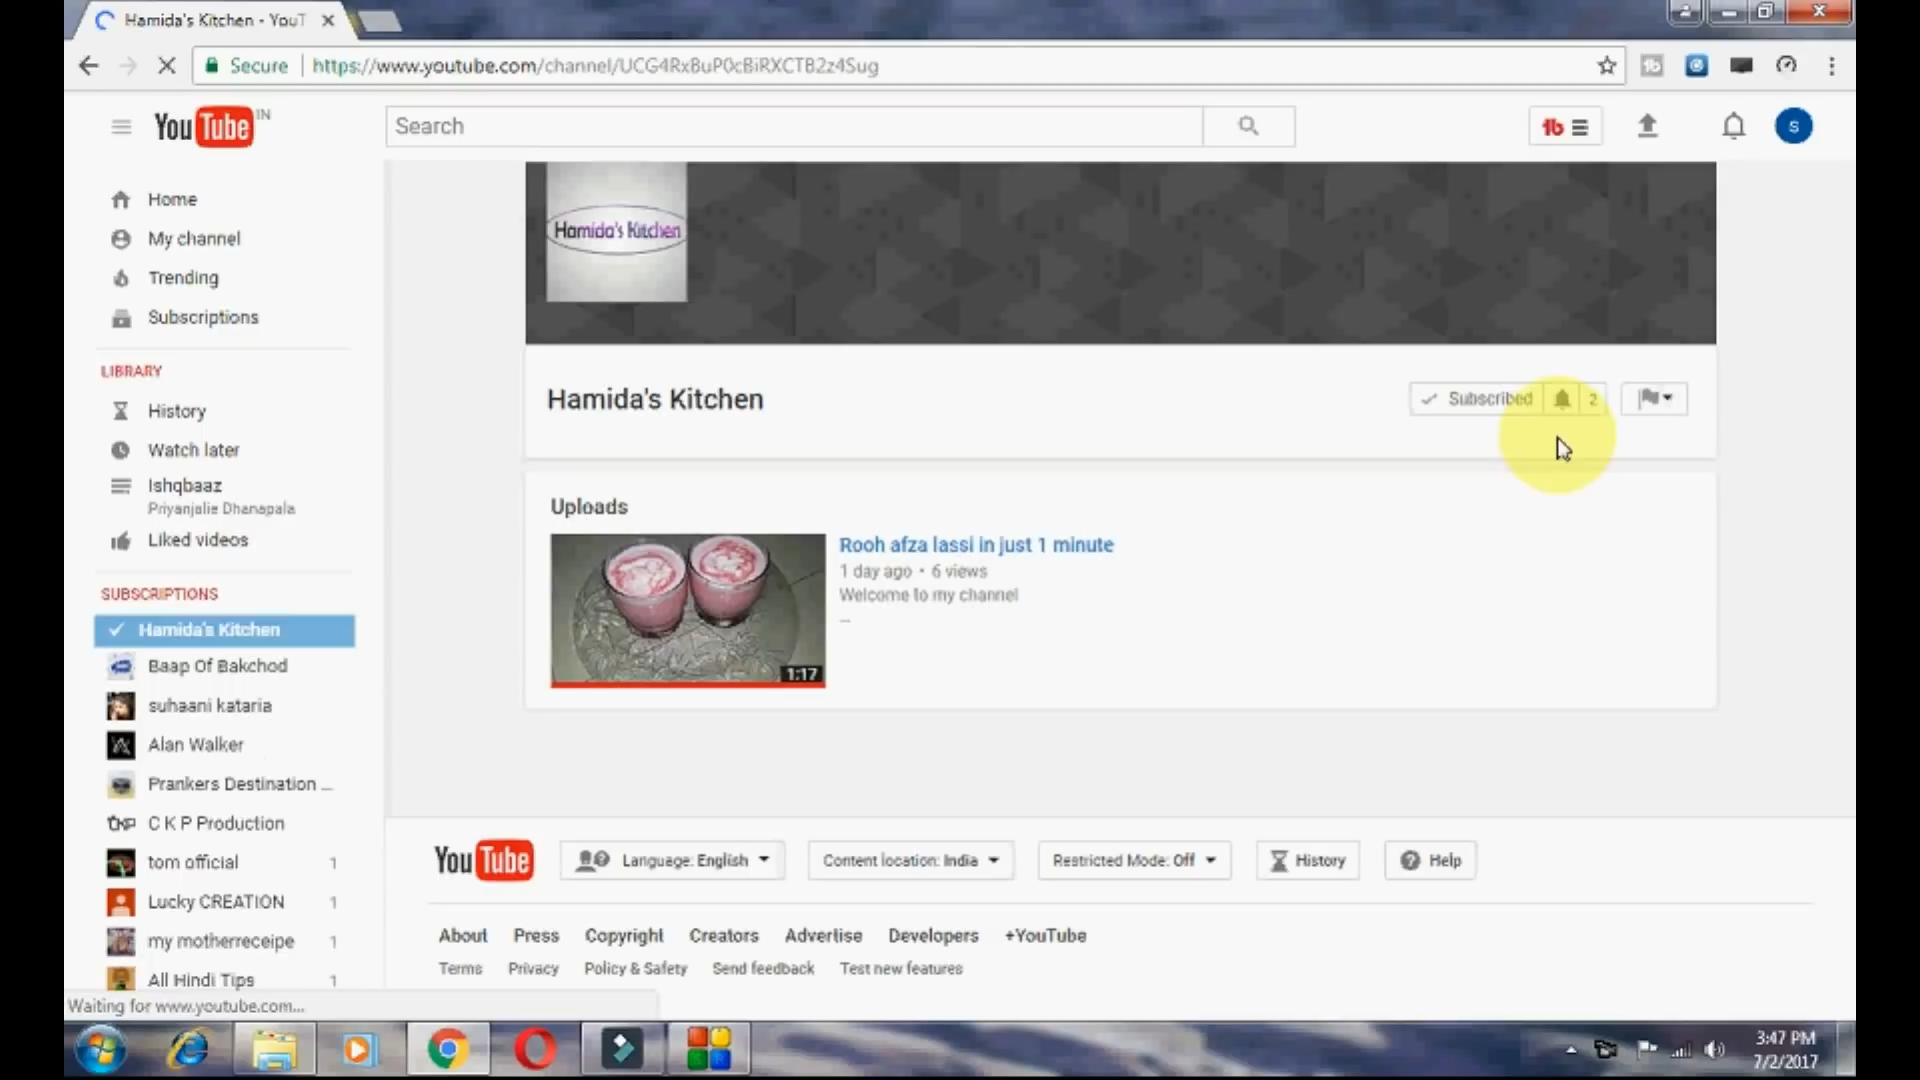 Hamida's Kitchen - YouT
Secure
https://www.youtube.com/channel/UCG4RxBuP0cBiRXCTB2z4Sug
YouTube IN
Search
S
Home
My channel
Trending
Subscriptions
LIBRARY
History
Watch later
Ishqbaaz
Priyanjalie Dhanapala
Liked videos
SUBSCRIPTIONS
Hamida's Kitchen
Baap Of Bakchod
suhaani kataria
Alan Walker
Prankers Destination ...
C K P Production
tom official 1
Lucky CREATION 1
my motherreceipe 1
All Hindi Tips 1
Hamida's Kitchen
Hamida's Kitchen
Subscribed 2
Uploads
Rooh afza lassi in just 1 minute
1 day ago • 6 views
Welcome to my channel
...
1:17
YouTube
Language: English
Content location: India
Restricted Mode: Off
History
Help
About Press Copyright Creators Advertise Developers +YouTube
Terms Privacy Policy & Safety Send feedback Test new features
Waiting for www.youtube.com...
3:47 PM
7/2/2017